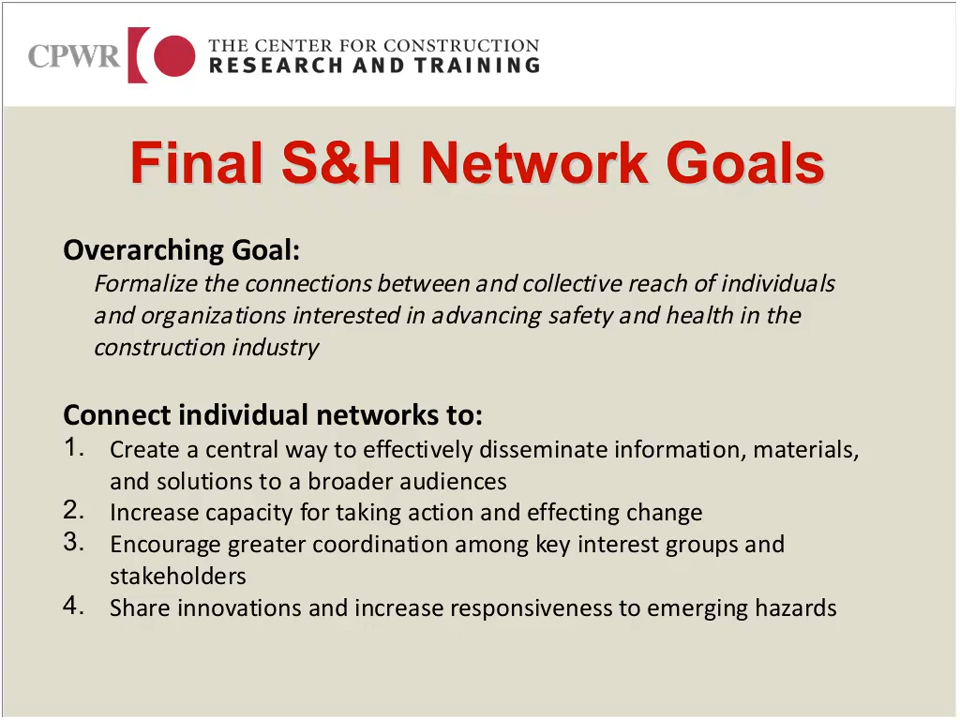 CPWR
THE CENTER FOR CONSTRUCTION
RESEARCH AND TRAINING
Final S&H Network Goals
Overarching Goal:
Formalize the connections between and collective reach of individuals
and organizations interested in advancing safety and health in the
construction industry
Connect individual networks to:
1. Create a central way to effectively disseminate information, materials,
and solutions to a broader audiences
2. Increase capacity for taking action and effecting change
3. Encourage greater coordination among key interest groups and
stakeholders
4. Share innovations and increase responsiveness to emerging hazards